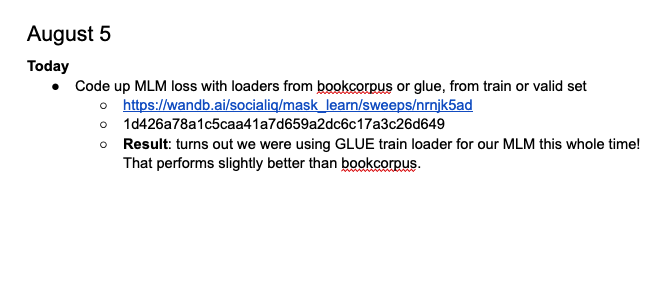 August 5
Today
● Code up MLM loss with loaders from bookcorpus or glue, from train or valid set
○ https://wandb.ai/socialiq/mask_learn/sweeps/nrnjk5ad
○ 1d426a78a1c5caa41a7d659a2dc6c17a3c26d649
○ Result: turns out we were using GLUE train loader for our MLM this whole time!
That performs slightly better than bookcorpus.